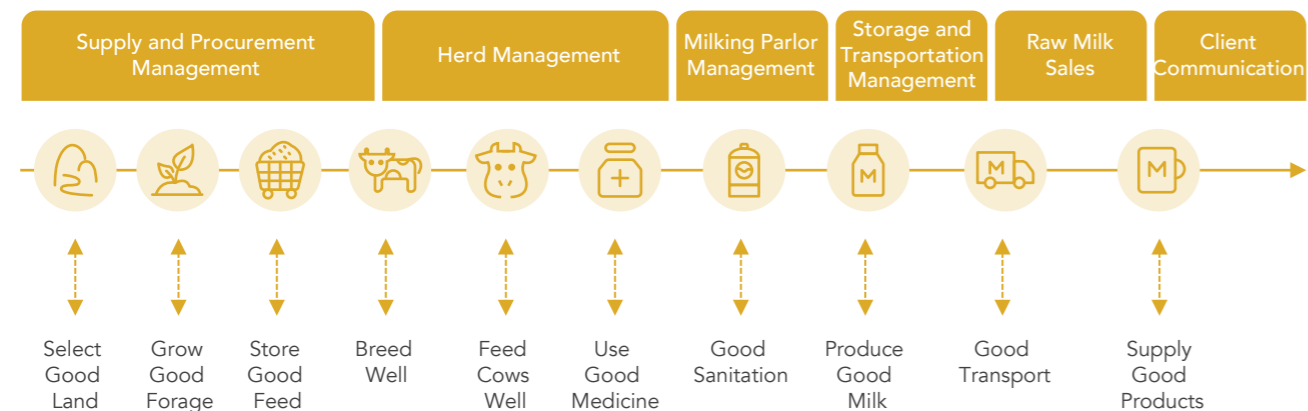 Supply and Procurement
Management
Herd Management
Milking Parlor
Management
Storage and
Transportation
Management
Raw Milk
Sales
Client
Communication
M
M
M
Select
Good
Land
Grow
Good
Forage
Store
Good
Feed
Breed
Well
Feed
Cows
Well
Use
Good
Medicine
Good
Sanitation
Produce
Good
Milk
Good
Transport
Supply
Good
Products